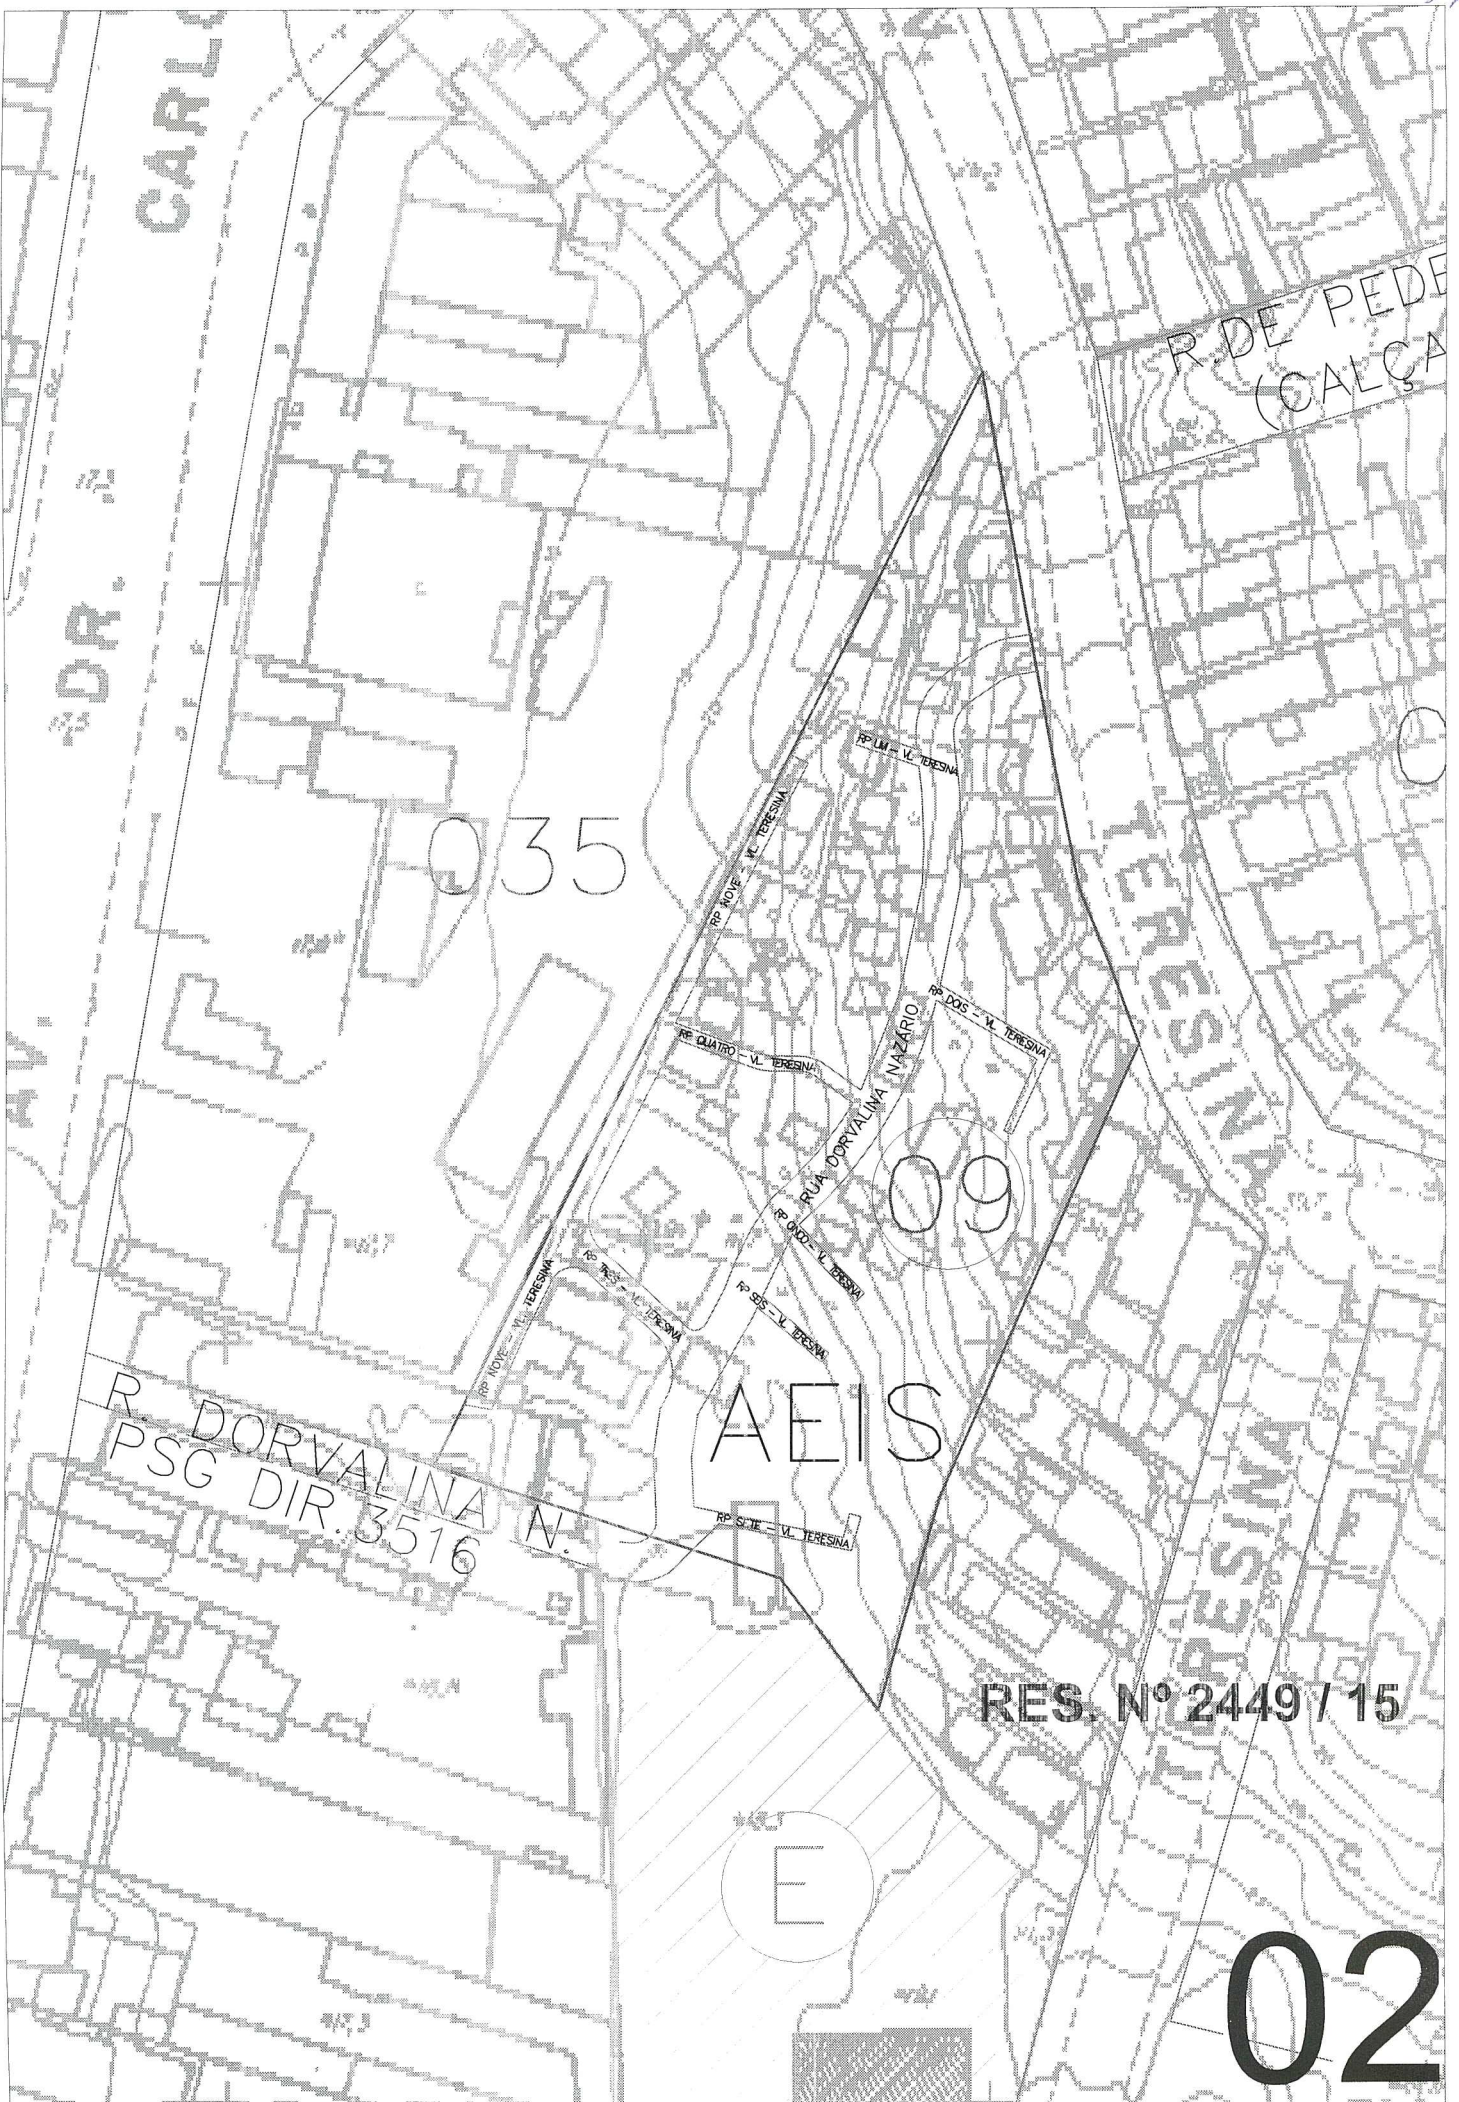 R.DE PEDE
(CALÇA
AV.
DR.
CARLO
035
RP UM - VL. TERESINA
RP NOVE - VL. TERESINA
TERESINA
RP DOIS - VL. TERESINA
RP QUATRO - VL. TERESINA
RUA DORVALINA NAZÁRIO
09
RP CINCO - VL. TERESINA
RP TRES - VL. TERESINA
RP SEIS - VL. TERESINA
RP NOVE - VL. TERESINA
AEIS
R. DORVALINA N.
PSG DIR. 3516
RP SETE - VL. TERESINA
TERESINA
RES. Nº 2449 / 15
E
02